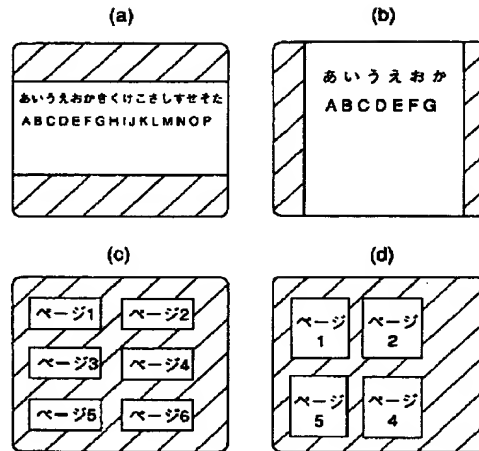 (a)
あいうえおかきくけこさしすせそた
ABCDEFGHIJKLMNOP
(b)
あいうえおか
ABCDEFG
(c)
ページ1 ページ2
ページ3 ページ4
ページ5 ページ6
(d)
ページ ページ
1 2
ページ ページ
5 4